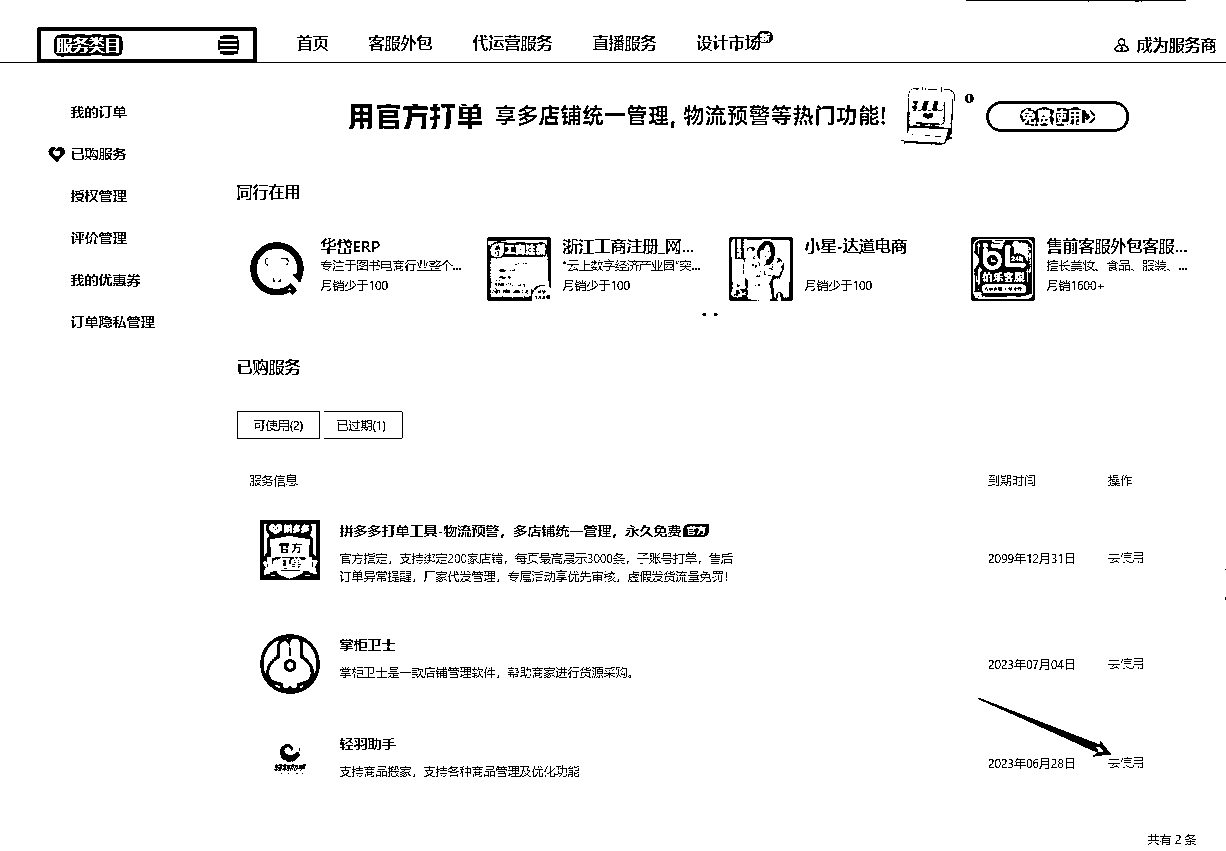 服务类目
首页 客服外包 代运营服务 直播服务 设计市场 新
成为服务商
我的订单
已购服务
授权管理
评价管理
我的优惠券
订单隐私管理
用官方打单 享多店铺统一管理,物流预警等热门功能!
免费使用
同行在用
华岱ERP
专注于图书电商行业整个...
月销少于100
浙江工商注册_网...
"云上数字经济产业园"突...
月销少于100
小星-达道电商
月销少于100
售前客服外包客服...
擅长美妆、食品、服装、...
月销1600+
已购服务
可使用(2) 已过期(1)
服务信息 到期时间 操作
拼多多打单工具-物流预警，多店铺统一管理，永久免费 官方
官方指定，支持绑定200家店铺，每页最高展示3000条，子账号打单，售后
订单异常提醒，厂家代发管理，专属活动享优先审核，虚假发货流量免罚!
2099年12月31日 去使用
掌柜卫士
掌柜卫士是一款店铺管理软件，帮助商家进行货源采购。
2023年07月04日 去使用
轻羽助手
支持商品搬家，支持各种商品管理及优化功能
2023年06月28日 去使用
共有 2 条